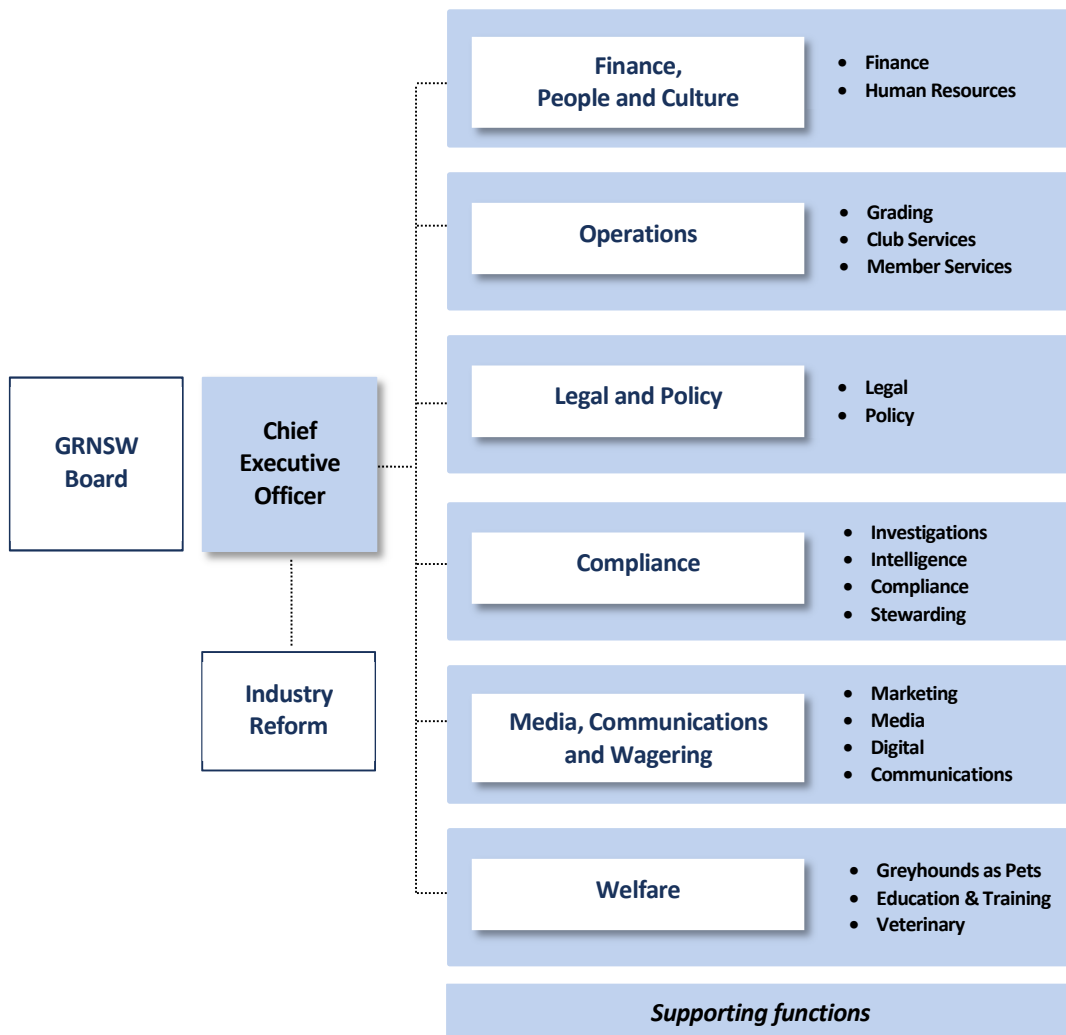 GRNSW
Board
Chief
Executive
Officer
Industry
Reform
Finance,
People and Culture
• Finance
• Human Resources
Operations
• Grading
• Club Services
• Member Services
Legal and Policy
• Legal
• Policy
Compliance
• Investigations
• Intelligence
• Compliance
• Stewarding
Media, Communications
and Wagering
• Marketing
• Media
• Digital
• Communications
Welfare
• Greyhounds as Pets
• Education & Training
• Veterinary
Supporting functions